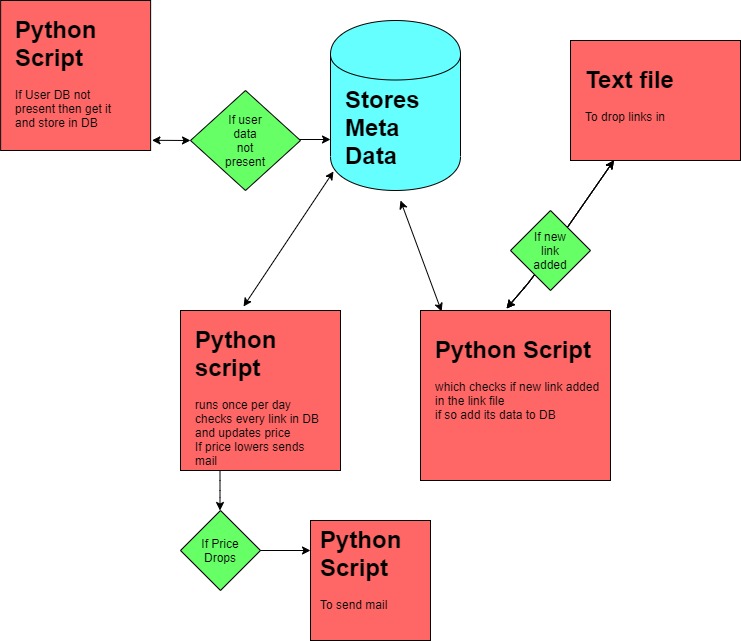 Python
Script
If User DB not
present then get it
and store in DB
If user
data
not
present
Stores
Meta
Data
Text file
To drop links in
If new
link
added
Python
script
runs once per day
checks every link in DB
and updates price
If price lowers sends
mail
Python Script
which checks if new link added
in the link file
if so add its data to DB
If Price
Drops
Python
Script
To send mail